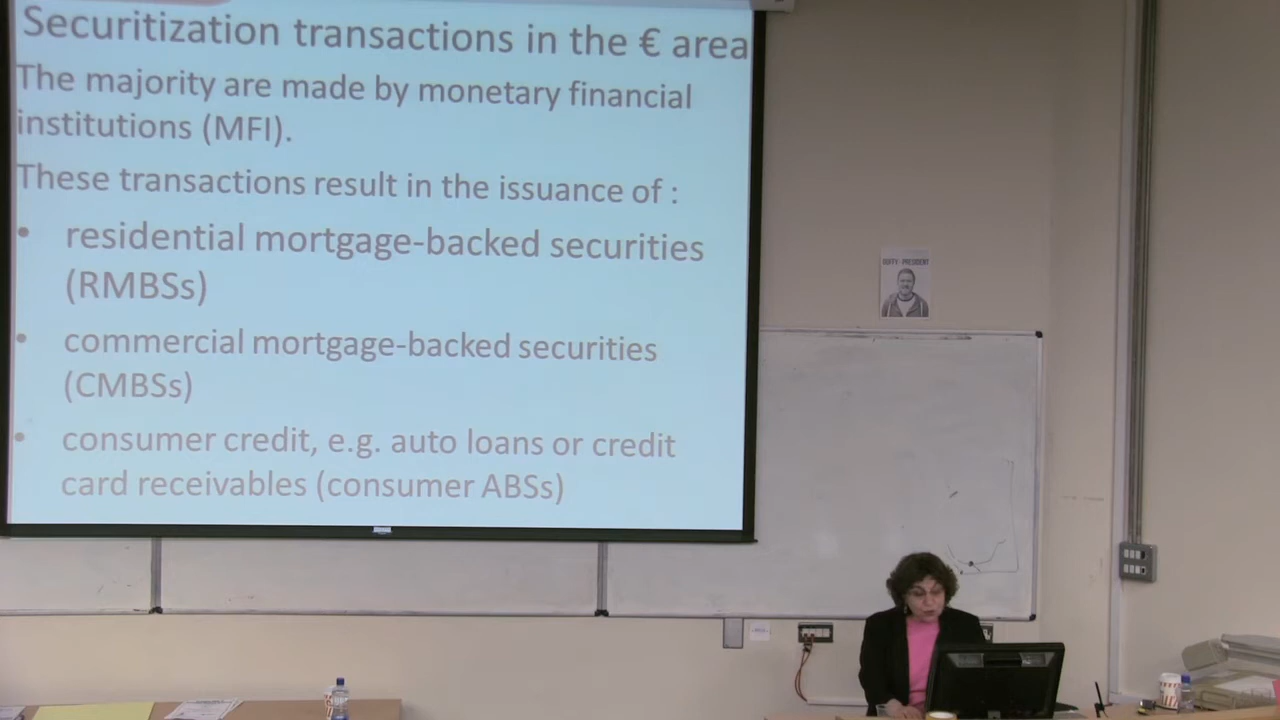 Securitization transactions in the € area
The majority are made by monetary financial
institutions (MFI).
These transactions result in the issuance of :
• residential mortgage-backed securities
(RMBSs)
• commercial mortgage-backed securities
(CMBSs)
• consumer credit, e.g. auto loans or credit
card receivables (consumer ABSs)